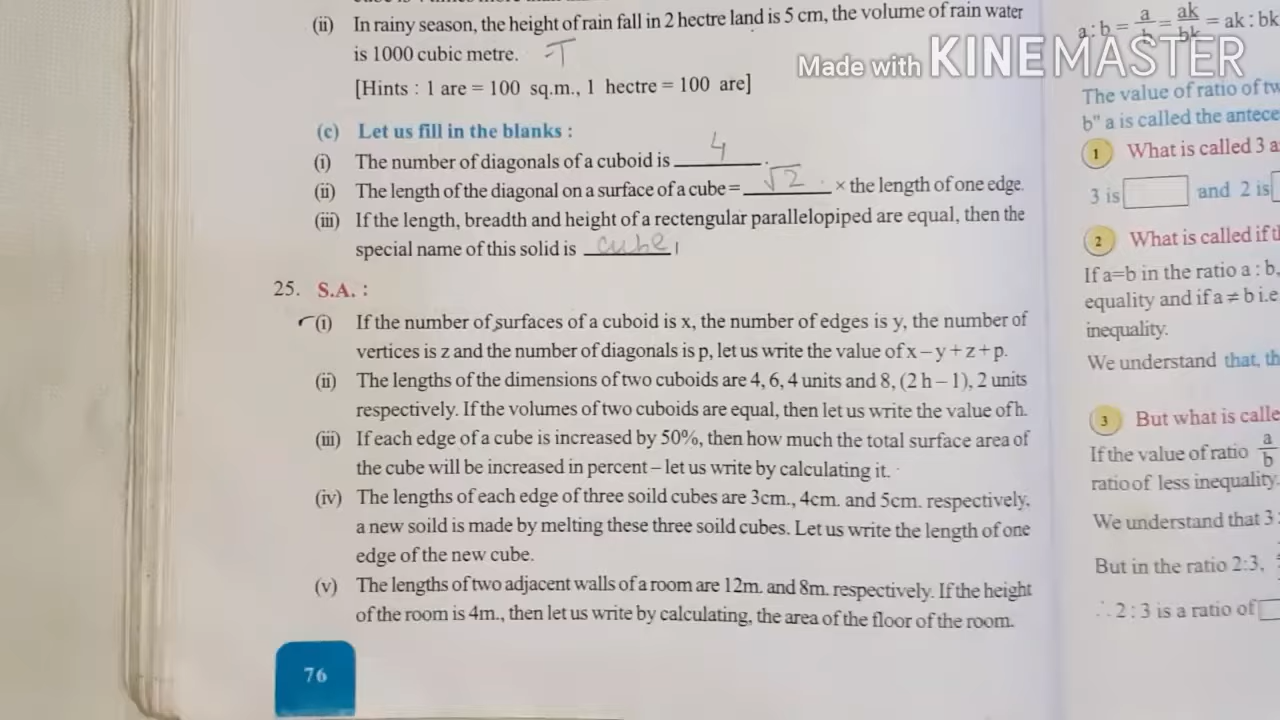 (ii) In rainy season, the height of rain fall in 2 hectre land is 5 cm, the volume of rain water
is 1000 cubic metre. T
[Hints : 1 are = 100 sq.m., 1 hectre = 100 are]
(c) Let us fill in the blanks :
(i) The number of diagonals of a cuboid is 4.
(ii) The length of the diagonal on a surface of a cube = √2 × the length of one edge.
(iii) If the length, breadth and height of a rectengular parallelopiped are equal, then the
special name of this solid is cube
25. S.A. :
(i) If the number of surfaces of a cuboid is x, the number of edges is y, the number of
vertices is z and the number of diagonals is p, let us write the value of x – y + z + p.
(ii) The lengths of the dimensions of two cuboids are 4, 6, 4 units and 8, (2 h – 1), 2 units
respectively. If the volumes of two cuboids are equal, then let us write the value of h.
(iii) If each edge of a cube is increased by 50%, then how much the total surface area of
the cube will be increased in percent – let us write by calculating it.
(iv) The lengths of each edge of three soild cubes are 3cm., 4cm. and 5cm. respectively,
a new soild is made by melting these three soild cubes. Let us write the length of one
edge of the new cube.
(v) The lengths of two adjacent walls of a room are 12m. and 8m. respectively. If the height
of the room is 4m., then let us write by calculating, the area of the floor of the room.
76
a : b = a/b = ak/bk = ak : bk
Made with KINEMASTER
The value of ratio of
b" a is called the
1 What is called 3
3 is and 2 is
2 What is called if
If a=b in the ratio a : b,
equality and if a ≠ b i.e
inequality.
We understand that,
3 But what is
If the value of ratio a/b
ratio of less inequality.
We understand that 3
But in the ratio 2:3,
∴ 2 : 3 is a ratio of